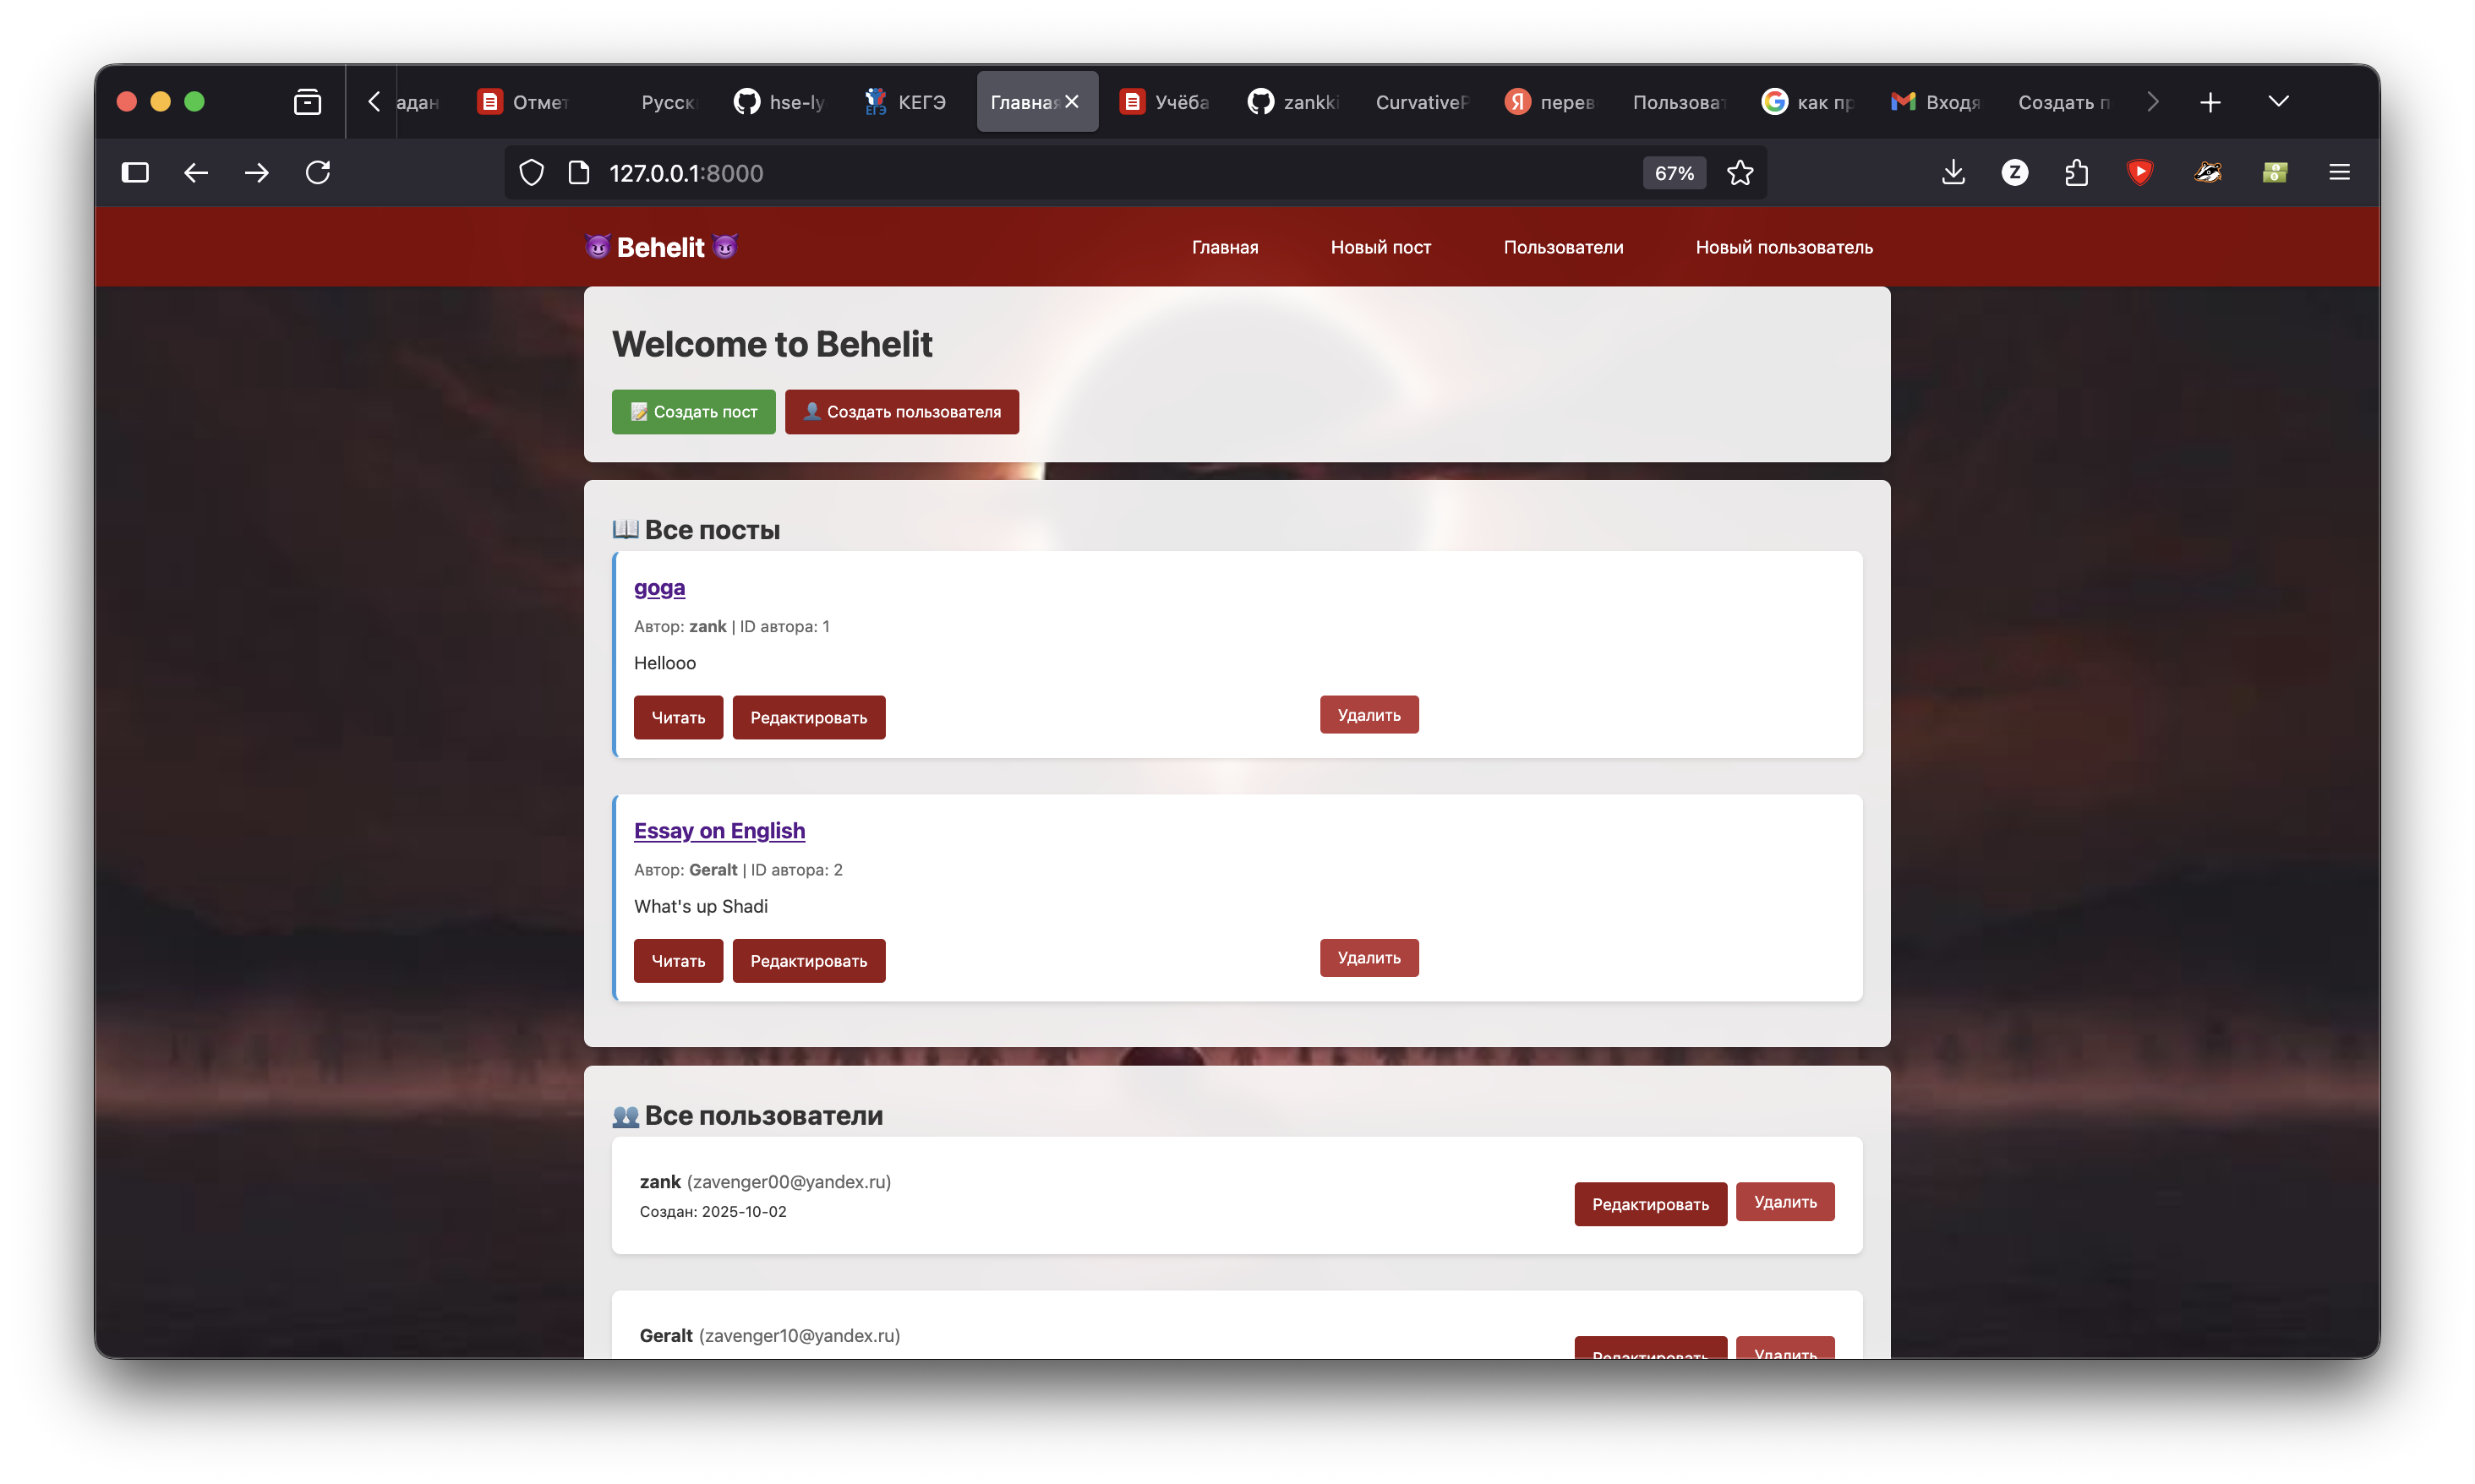 адан Отмет Русск hse-ly КЕГЭ Главная Учёба zankki CurvativeP перев Пользоват как пр Входя Создать п
127.0.0.1:8000 67% Z
Behelit Главная Новый пост Пользователи Новый пользователь
Welcome to Behelit
Создать пост Создать пользователя
Все посты
goga
Автор: zank | ID автора: 1
Hellooo
Читать Редактировать Удалить
Essay on English
Автор: Geralt | ID автора: 2
What's up Shadi
Читать Редактировать Удалить
Все пользователи
zank (zavenger00@yandex.ru)
Создан: 2025-10-02
Редактировать Удалить
Geralt (zavenger10@yandex.ru)
Редактировать Удалить